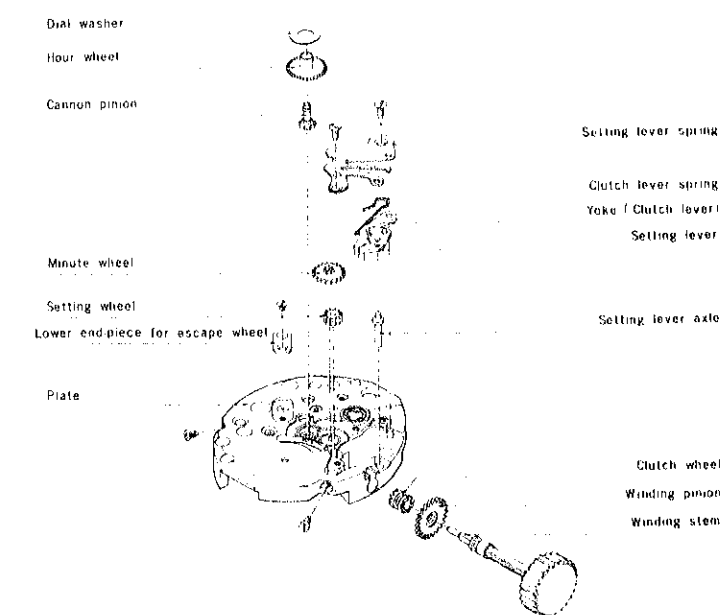 Dial washer
Hour wheel
Cannon pinion
Setting lever spring
Clutch lever spring
Yoke (Clutch lever)
Setting lever
Minute wheel
Setting wheel
Lower end-piece for escape wheel
Setting lever axle
Plate
Clutch wheel
Winding pinion
Winding stem